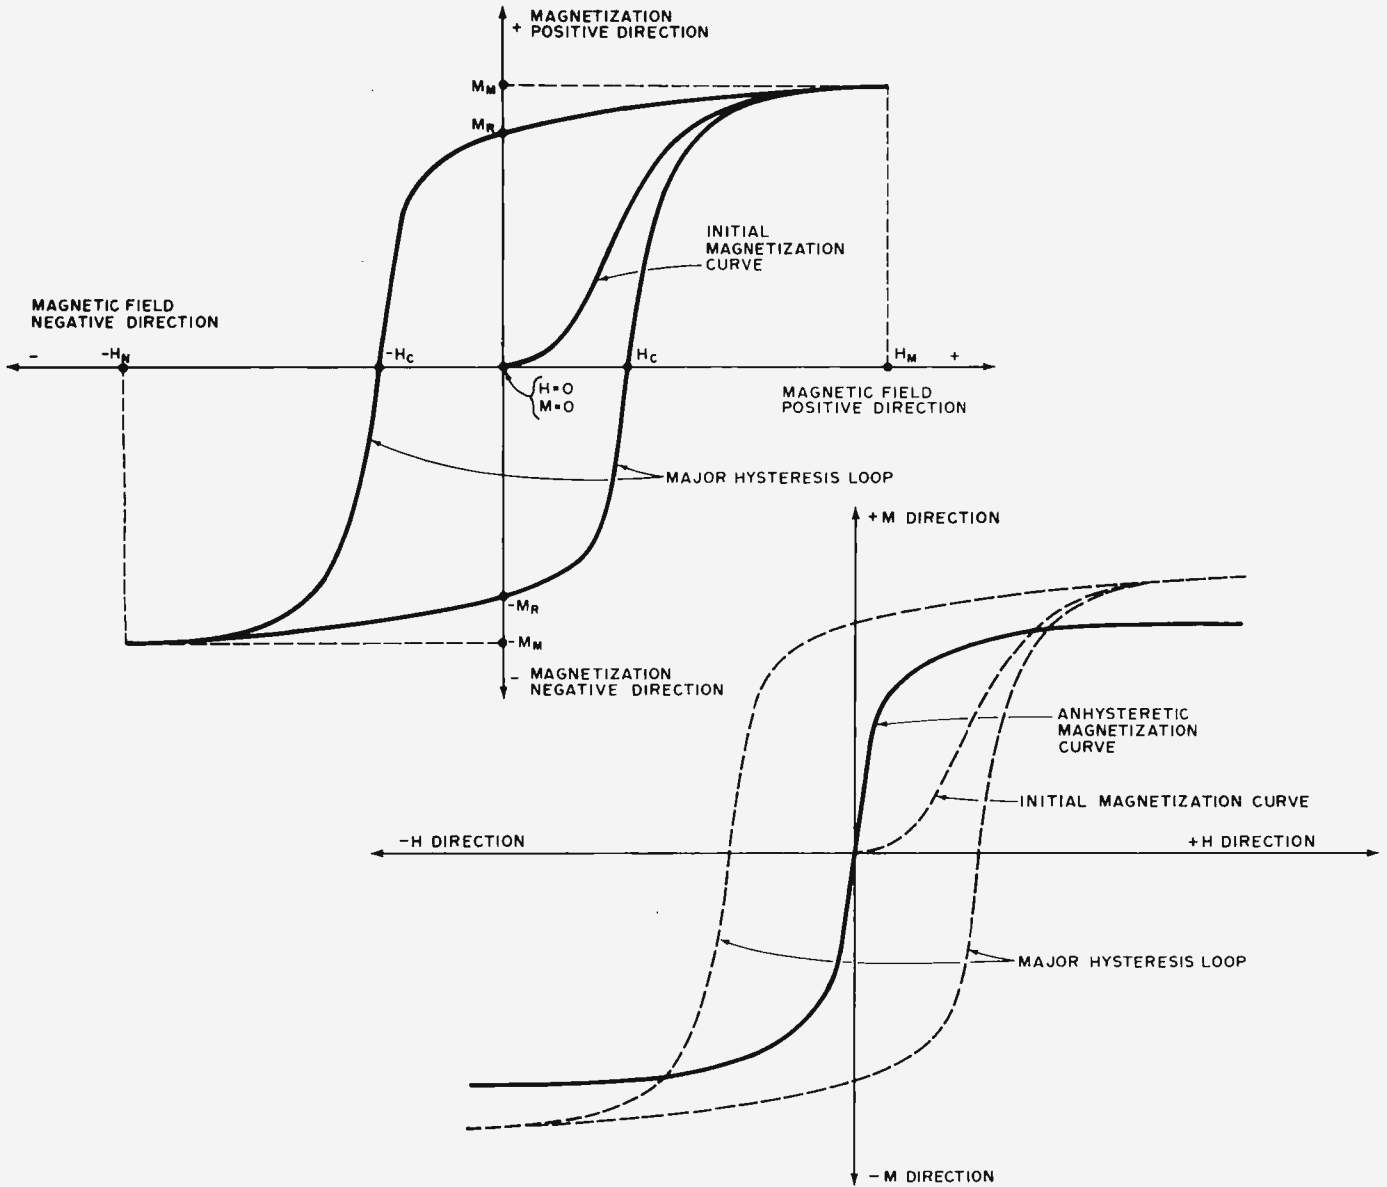 MAGNETIZATION
+ POSITIVE DIRECTION
MM
MR
INITIAL
MAGNETIZATION
CURVE
MAGNETIC FIELD
NEGATIVE DIRECTION
-
-HN
-HC
HC
HM
+
H=0
M=0
MAGNETIC FIELD
POSITIVE DIRECTION
MAJOR HYSTERESIS LOOP
-MR
-MM
MAGNETIZATION
- NEGATIVE DIRECTION
+M DIRECTION
ANHYSTERETIC
MAGNETIZATION
CURVE
INITIAL MAGNETIZATION CURVE
-H DIRECTION
+H DIRECTION
MAJOR HYSTERESIS LOOP
-M DIRECTION